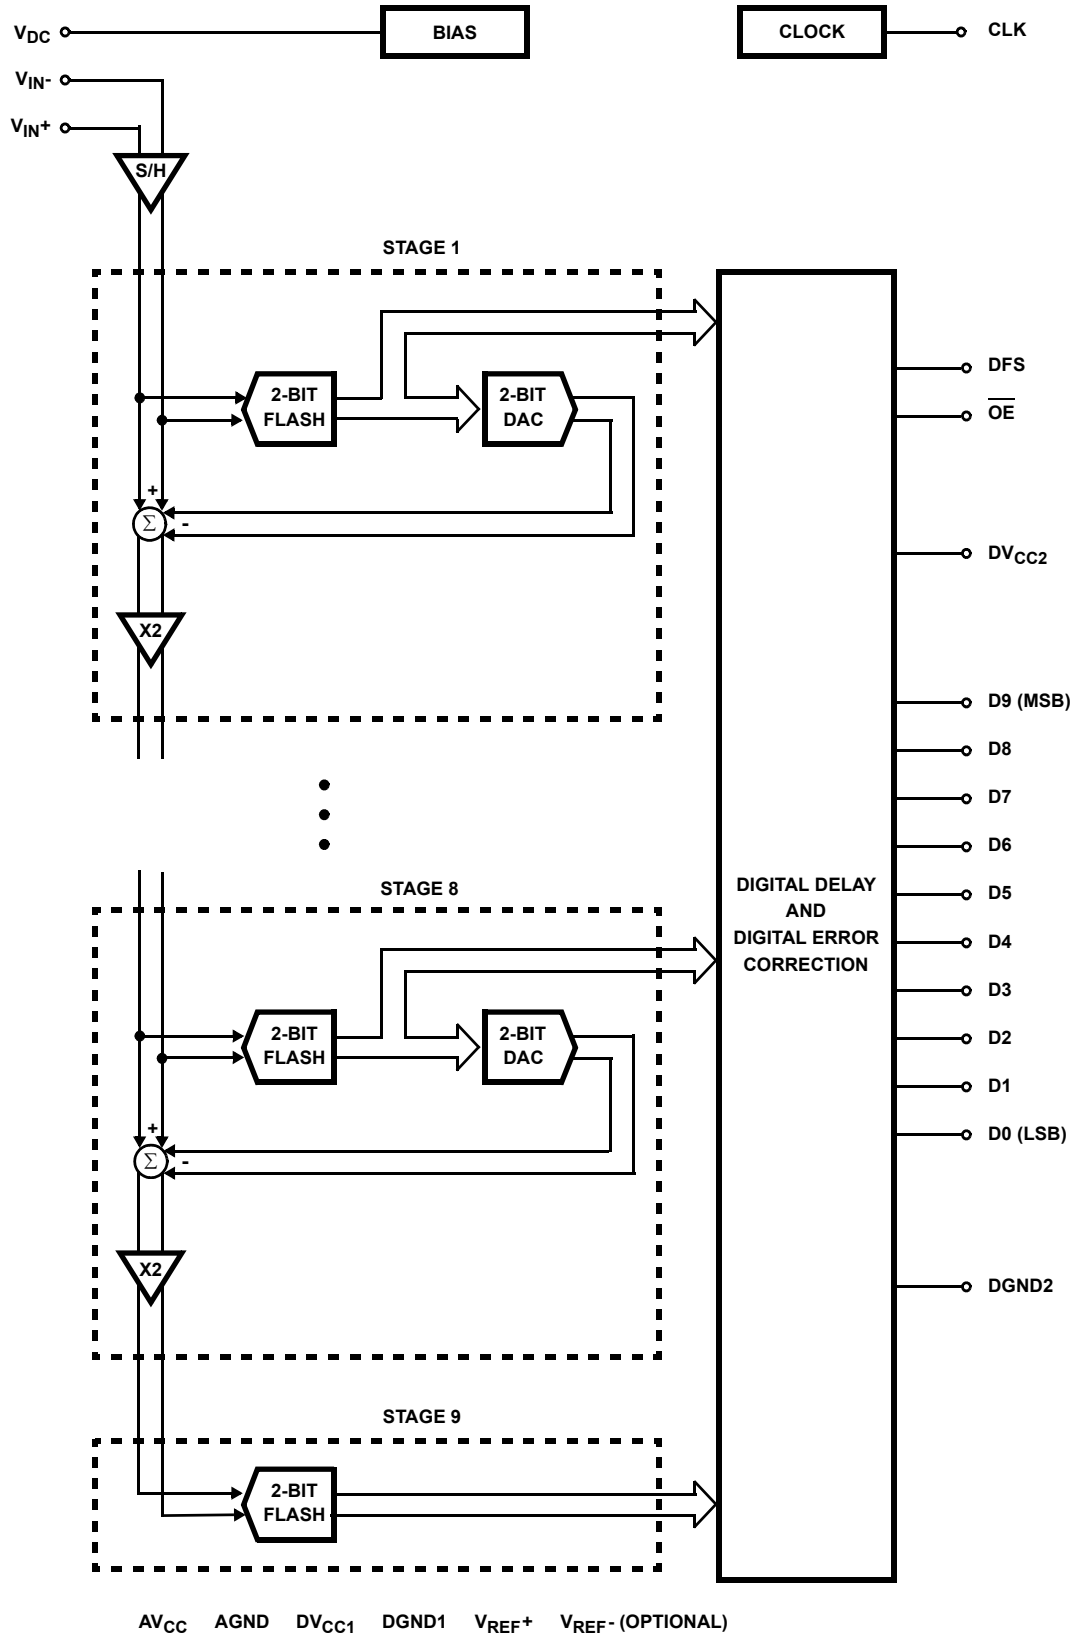 VDC BIAS CLOCK CLK
VIN-
VIN+
S/H
STAGE 1
2-BIT
FLASH
2-BIT
DAC
+
Σ -
X2
STAGE 8
2-BIT
FLASH
2-BIT
DAC
+
Σ -
X2
STAGE 9
2-BIT
FLASH
DIGITAL DELAY
AND
DIGITAL ERROR
CORRECTION
DFS
O̅E̅
DVCC2
D9 (MSB)
D8
D7
D6
D5
D4
D3
D2
D1
D0 (LSB)
DGND2
AVCC AGND DVCC1 DGND1 VREF+ VREF- (OPTIONAL)